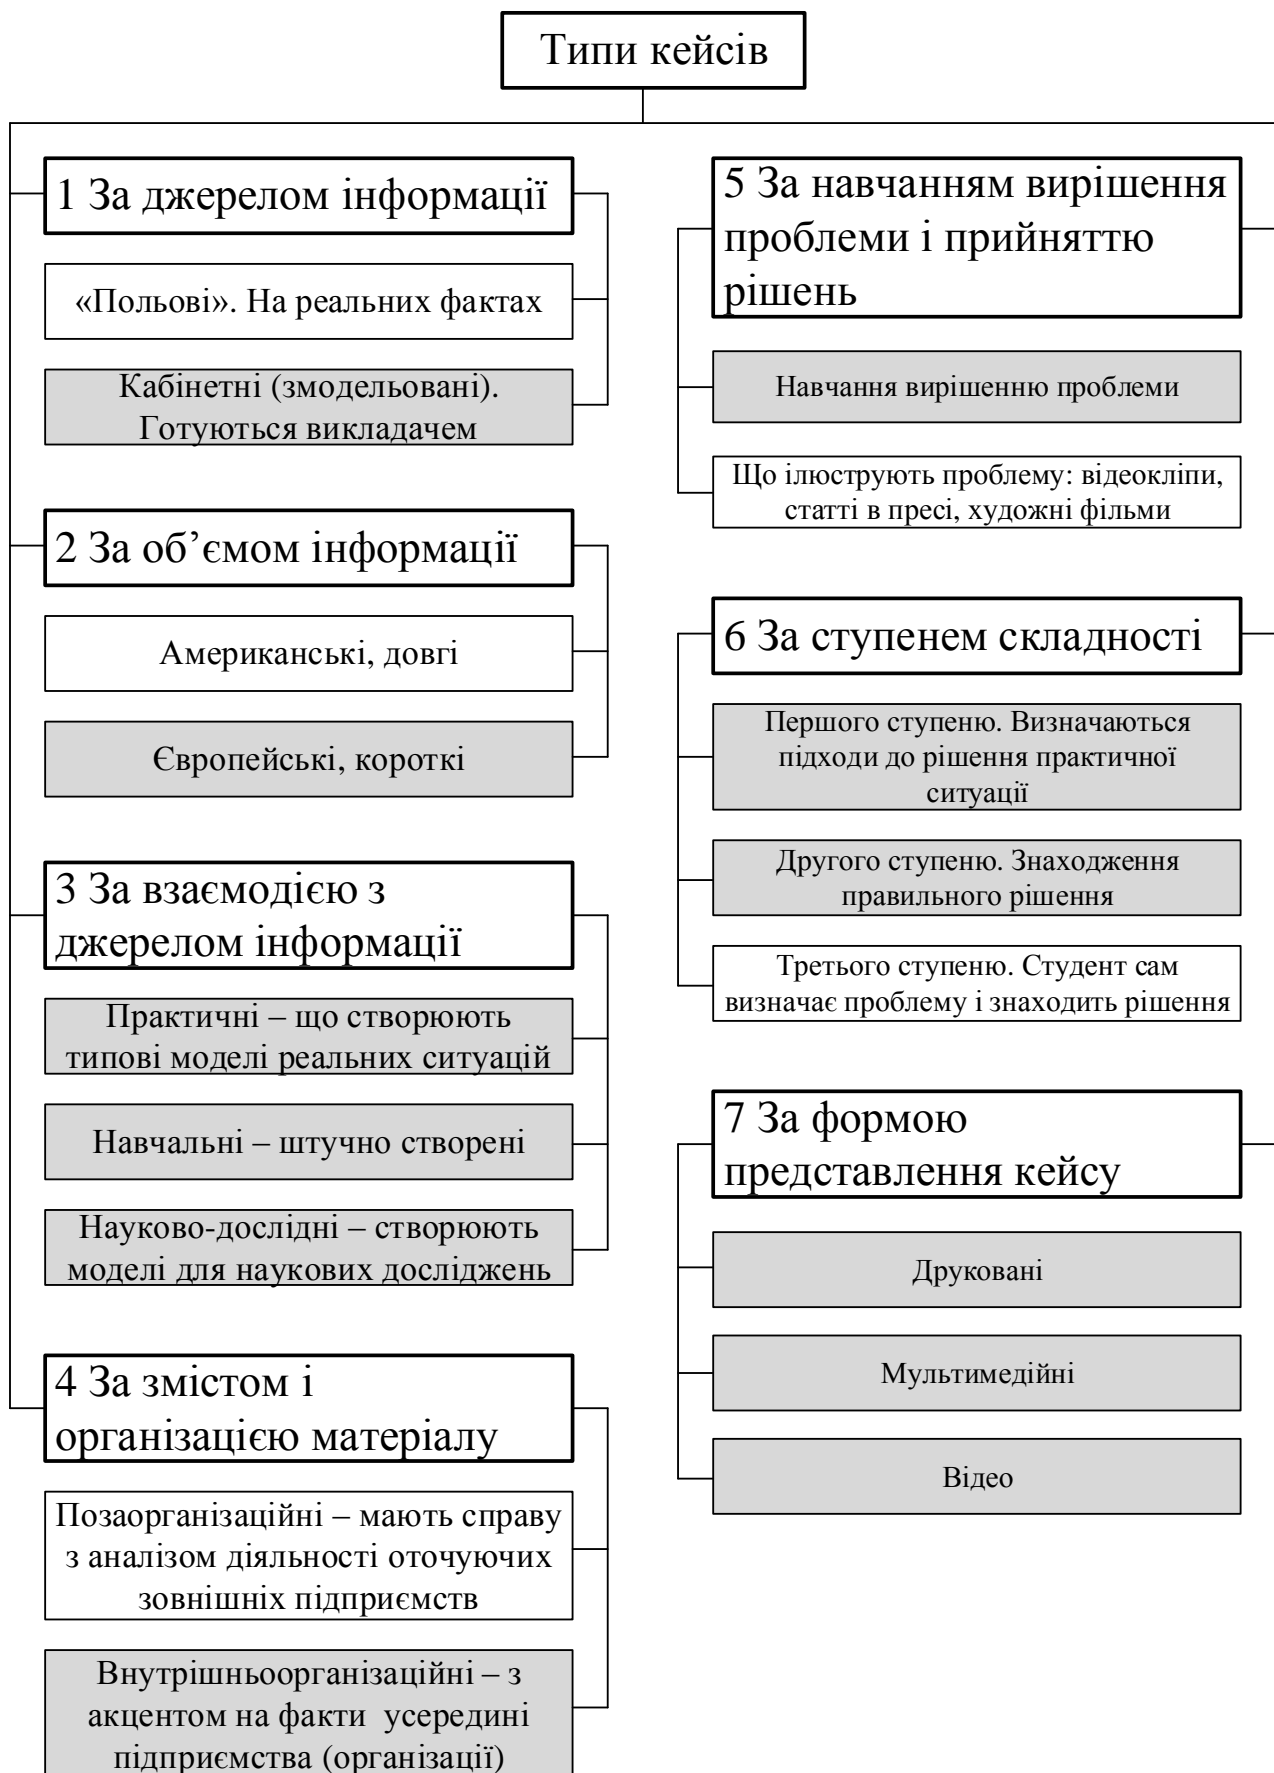 Типи кейсів
1 За джерелом інформації
«Польові». На реальних фактах
Кабінетні (змодельовані).
Готуються викладачем
2 За об’ємом інформації
Американські, довгі
Європейські, короткі
3 За взаємодією з
джерелом інформації
Практичні – що створюють
типові моделі реальних ситуацій
Навчальні – штучно створені
Науково-дослідні – створюють
моделі для наукових досліджень
4 За змістом і
організацією матеріалу
Позаорганізаційні – мають справу
з аналізом діяльності оточуючих
зовнішніх підприємств
Внутрішньоорганізаційні – з
акцентом на факти усередині
підприємства (організації)
5 За навчанням вирішення
проблеми і прийняттю
рішень
Навчання вирішенню проблеми
Що ілюструють проблему: відеокліпи,
статті в пресі, художні фільми
6 За ступенем складності
Першого ступеню. Визначаються
підходи до рішення практичної
ситуації
Другого ступеню. Знаходження
правильного рішення
Третього ступеню. Студент сам
визначає проблему і знаходить рішення
7 За формою
представлення кейсу
Друковані
Мультимедійні
Відео